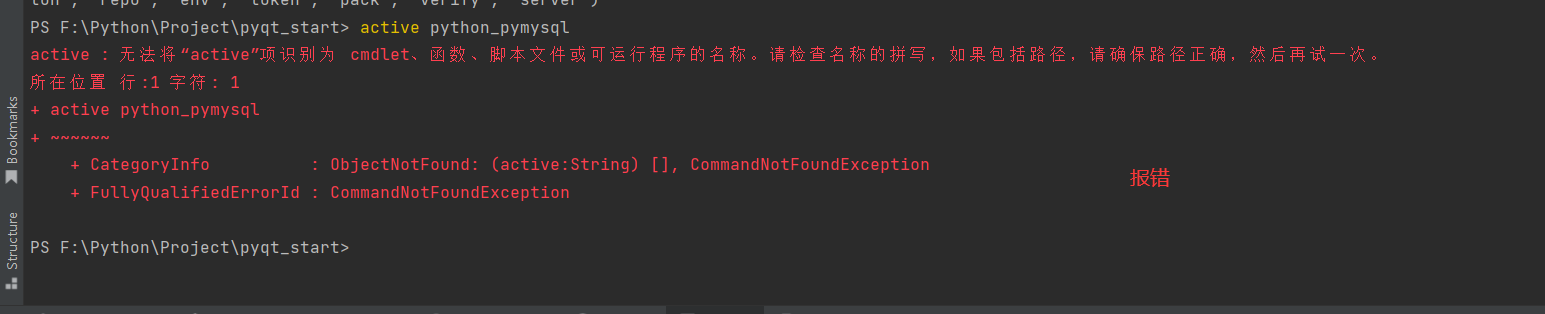 PS F:\Python\Project\pyqt_start> active python_pymysql
active : 无法将“active”项识别为 cmdlet、函数、脚本文件或可运行程序的名称。请检查名称的拼写，如果包括路径，请确保路径正确，然后再试一次。
所在位置 行:1 字符: 1
+ active python_pymysql
+ ~~~~~~
    + CategoryInfo          : ObjectNotFound: (active:String) [], CommandNotFoundException
    + FullyQualifiedErrorId : CommandNotFoundException
报错
PS F:\Python\Project\pyqt_start>
Bookmarks
Structure